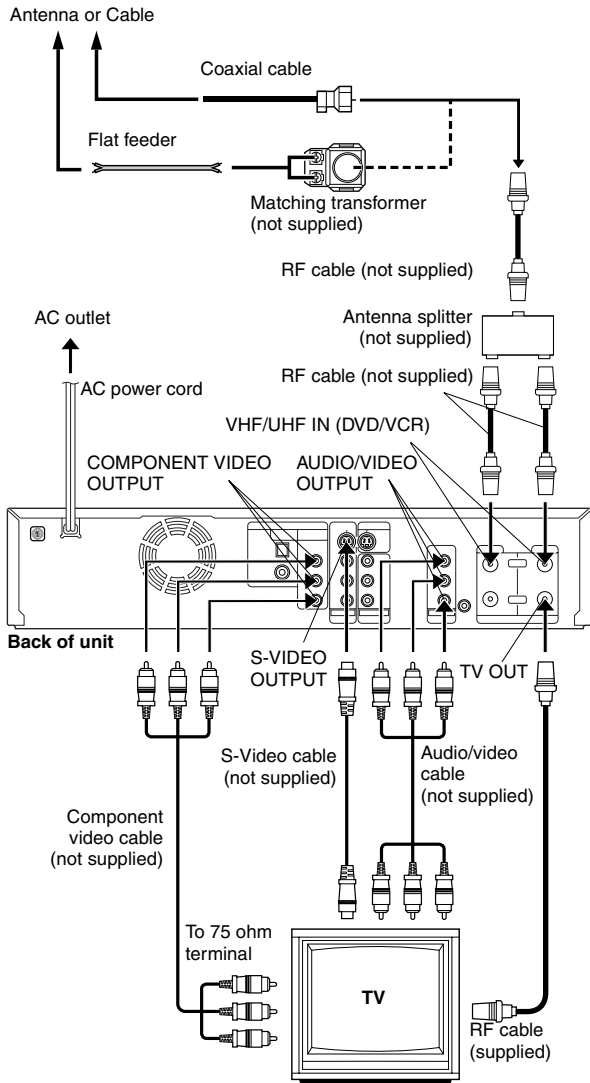 Antenna or Cable
Coaxial cable
Flat feeder
Matching transformer
(not supplied)
RF cable (not supplied)
AC outlet
Antenna splitter
(not supplied)
AC power cord
RF cable (not supplied)
VHF/UHF IN (DVD/VCR)
COMPONENT VIDEO
OUTPUT
AUDIO/VIDEO
OUTPUT
Back of unit
S-VIDEO
OUTPUT
TV OUT
S-Video cable
(not supplied)
Audio/video
cable
(not supplied)
Component
video cable
(not supplied)
To 75 ohm
terminal
TV
RF cable
(supplied)